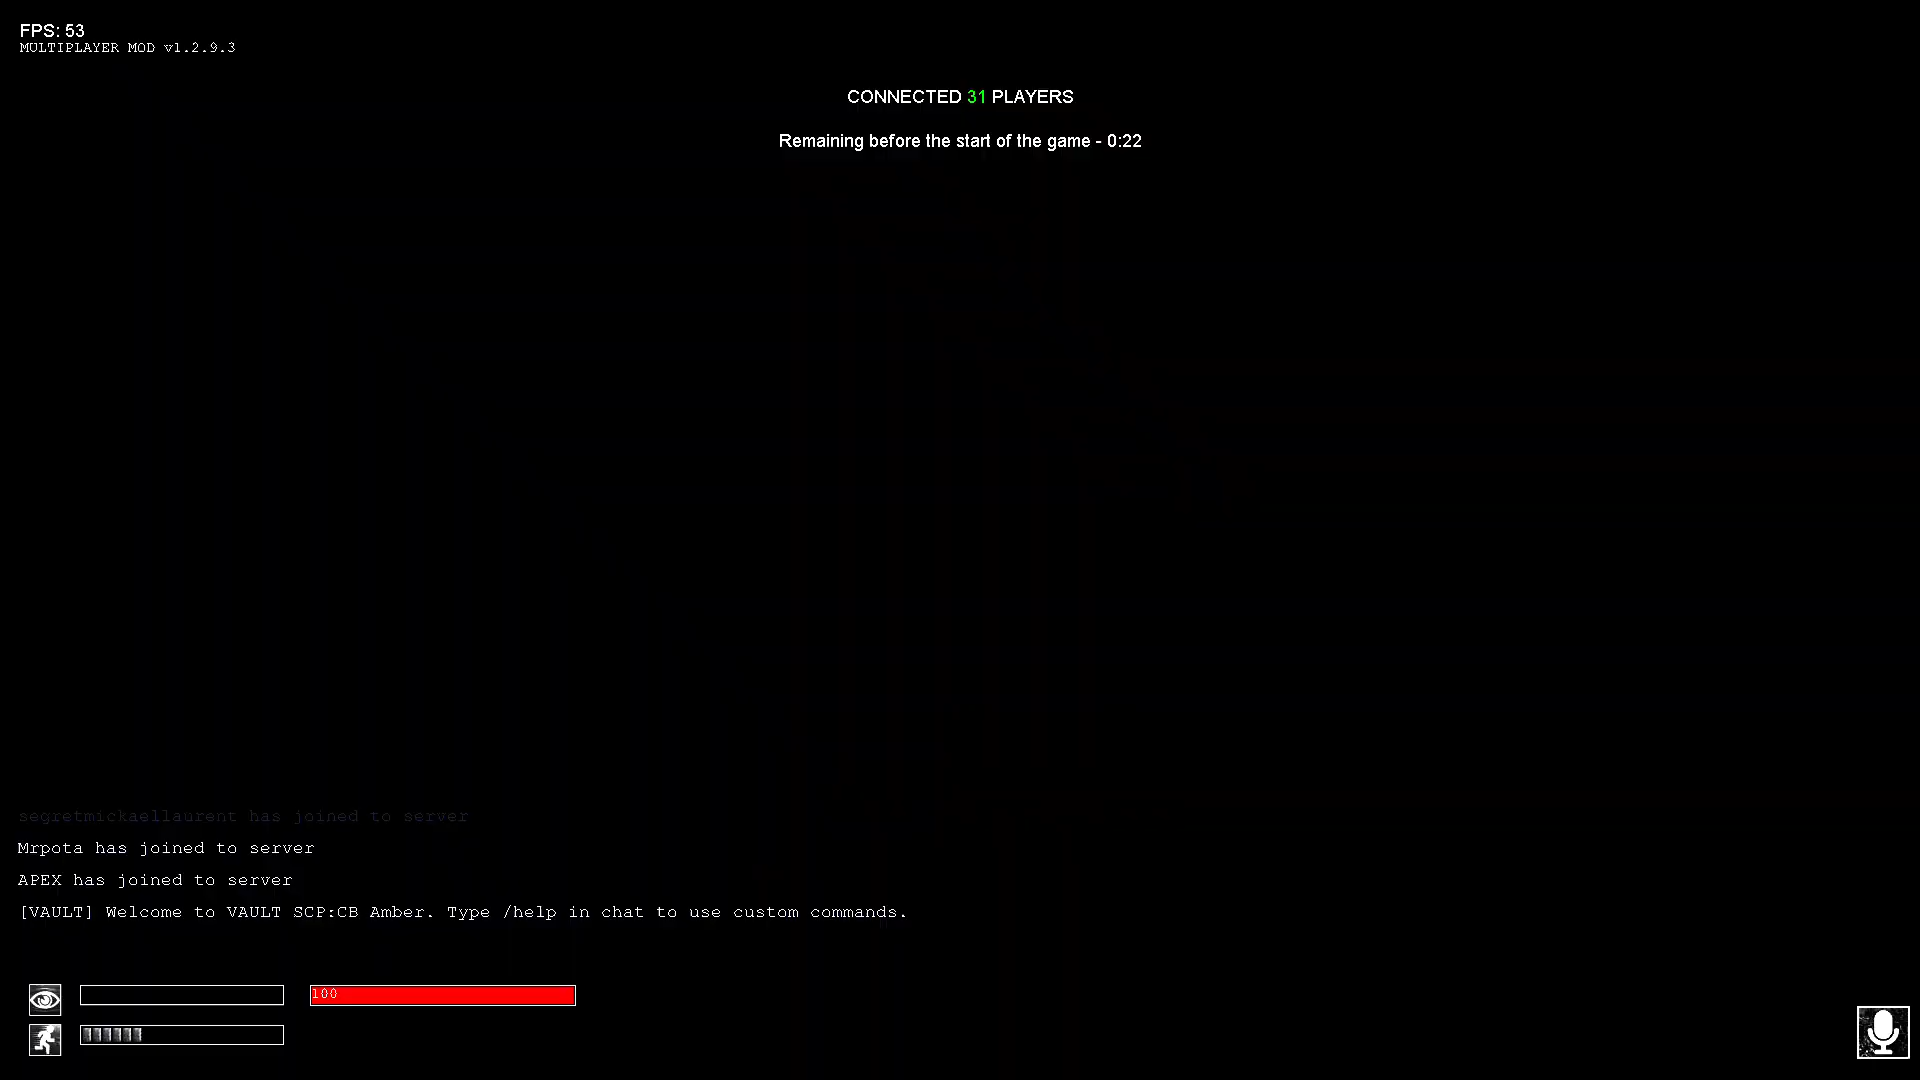 FPS: 53
MULTIPLAYER MOD v1.2.9.3
CONNECTED 31 PLAYERS
Remaining before the start of the game - 0:22
segretmickaellaurent has joined to server
Mrpota has joined to server
APEX has joined to server
[VAULT] Welcome to VAULT SCP:CB Amber. Type /help in chat to use custom commands.
100